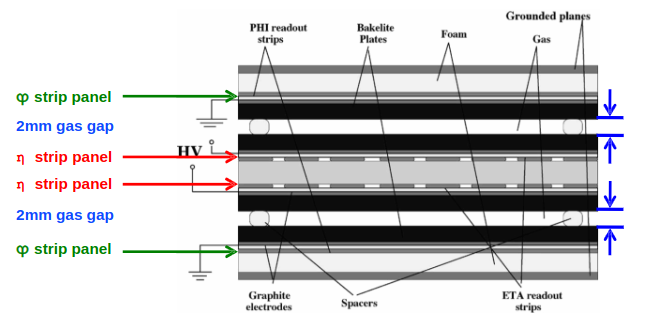 Grounded planes
PHI readout
strips
Bakelite
Plates
Foam
Gas
φ strip panel
2mm gas gap
HV
η strip panel
η strip panel
2mm gas gap
φ strip panel
Graphite
electrodes
Spacers
ETA readout
strips